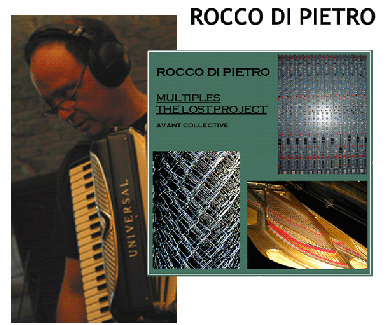 ROCCO DI PIETRO
ROCCO DI PIETRO
MULTIPLES
THE LOST PROJECT
AVANT COLLECTIVE
UNIVERSAL